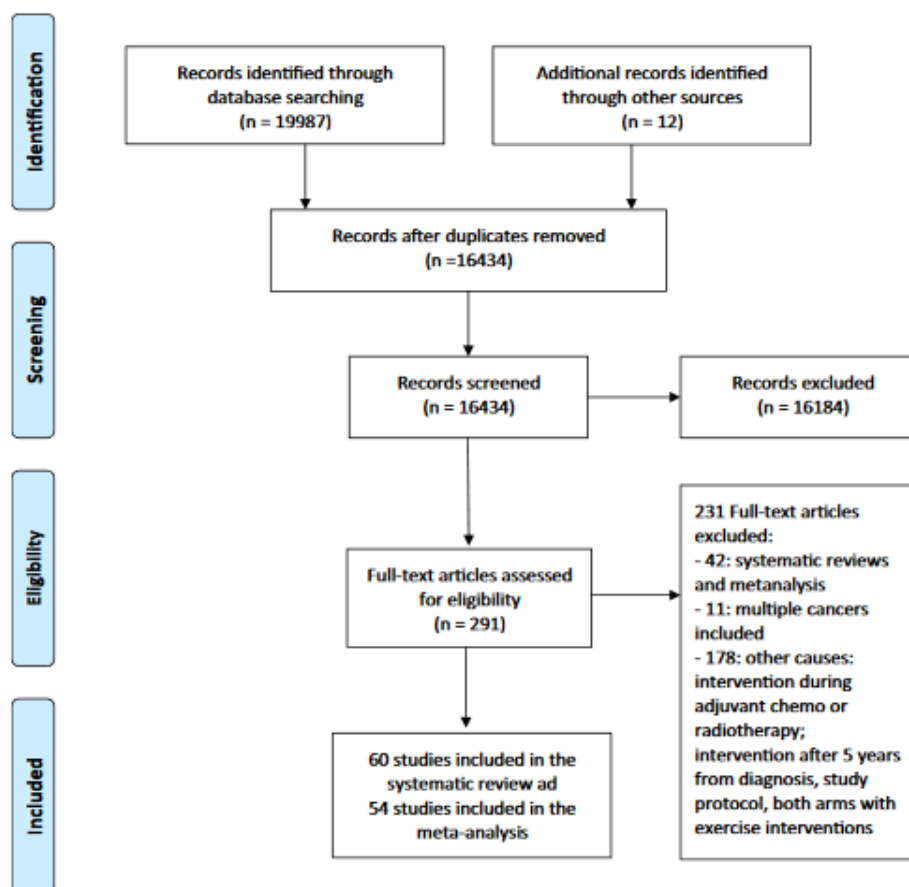 Identification
Records identified through
database searching
(n = 19987)
Additional records identified
through other sources
(n = 12)
Records after duplicates removed
(n =16434)
Screening
Records screened
(n = 16434)
Records excluded
(n = 16184)
Eligibility
Full-text articles assessed
for eligibility
(n = 291)
231 Full-text articles
excluded:
- 42: systematic reviews
and metanalysis
- 11: multiple cancers
included
- 178: other causes:
intervention during
adjuvant chemo or
radiotherapy;
intervention after 5 years
from diagnosis, study
protocol, both arms with
exercise interventions
Included
60 studies included in the
systematic review ad
54 studies included in the
meta-analysis